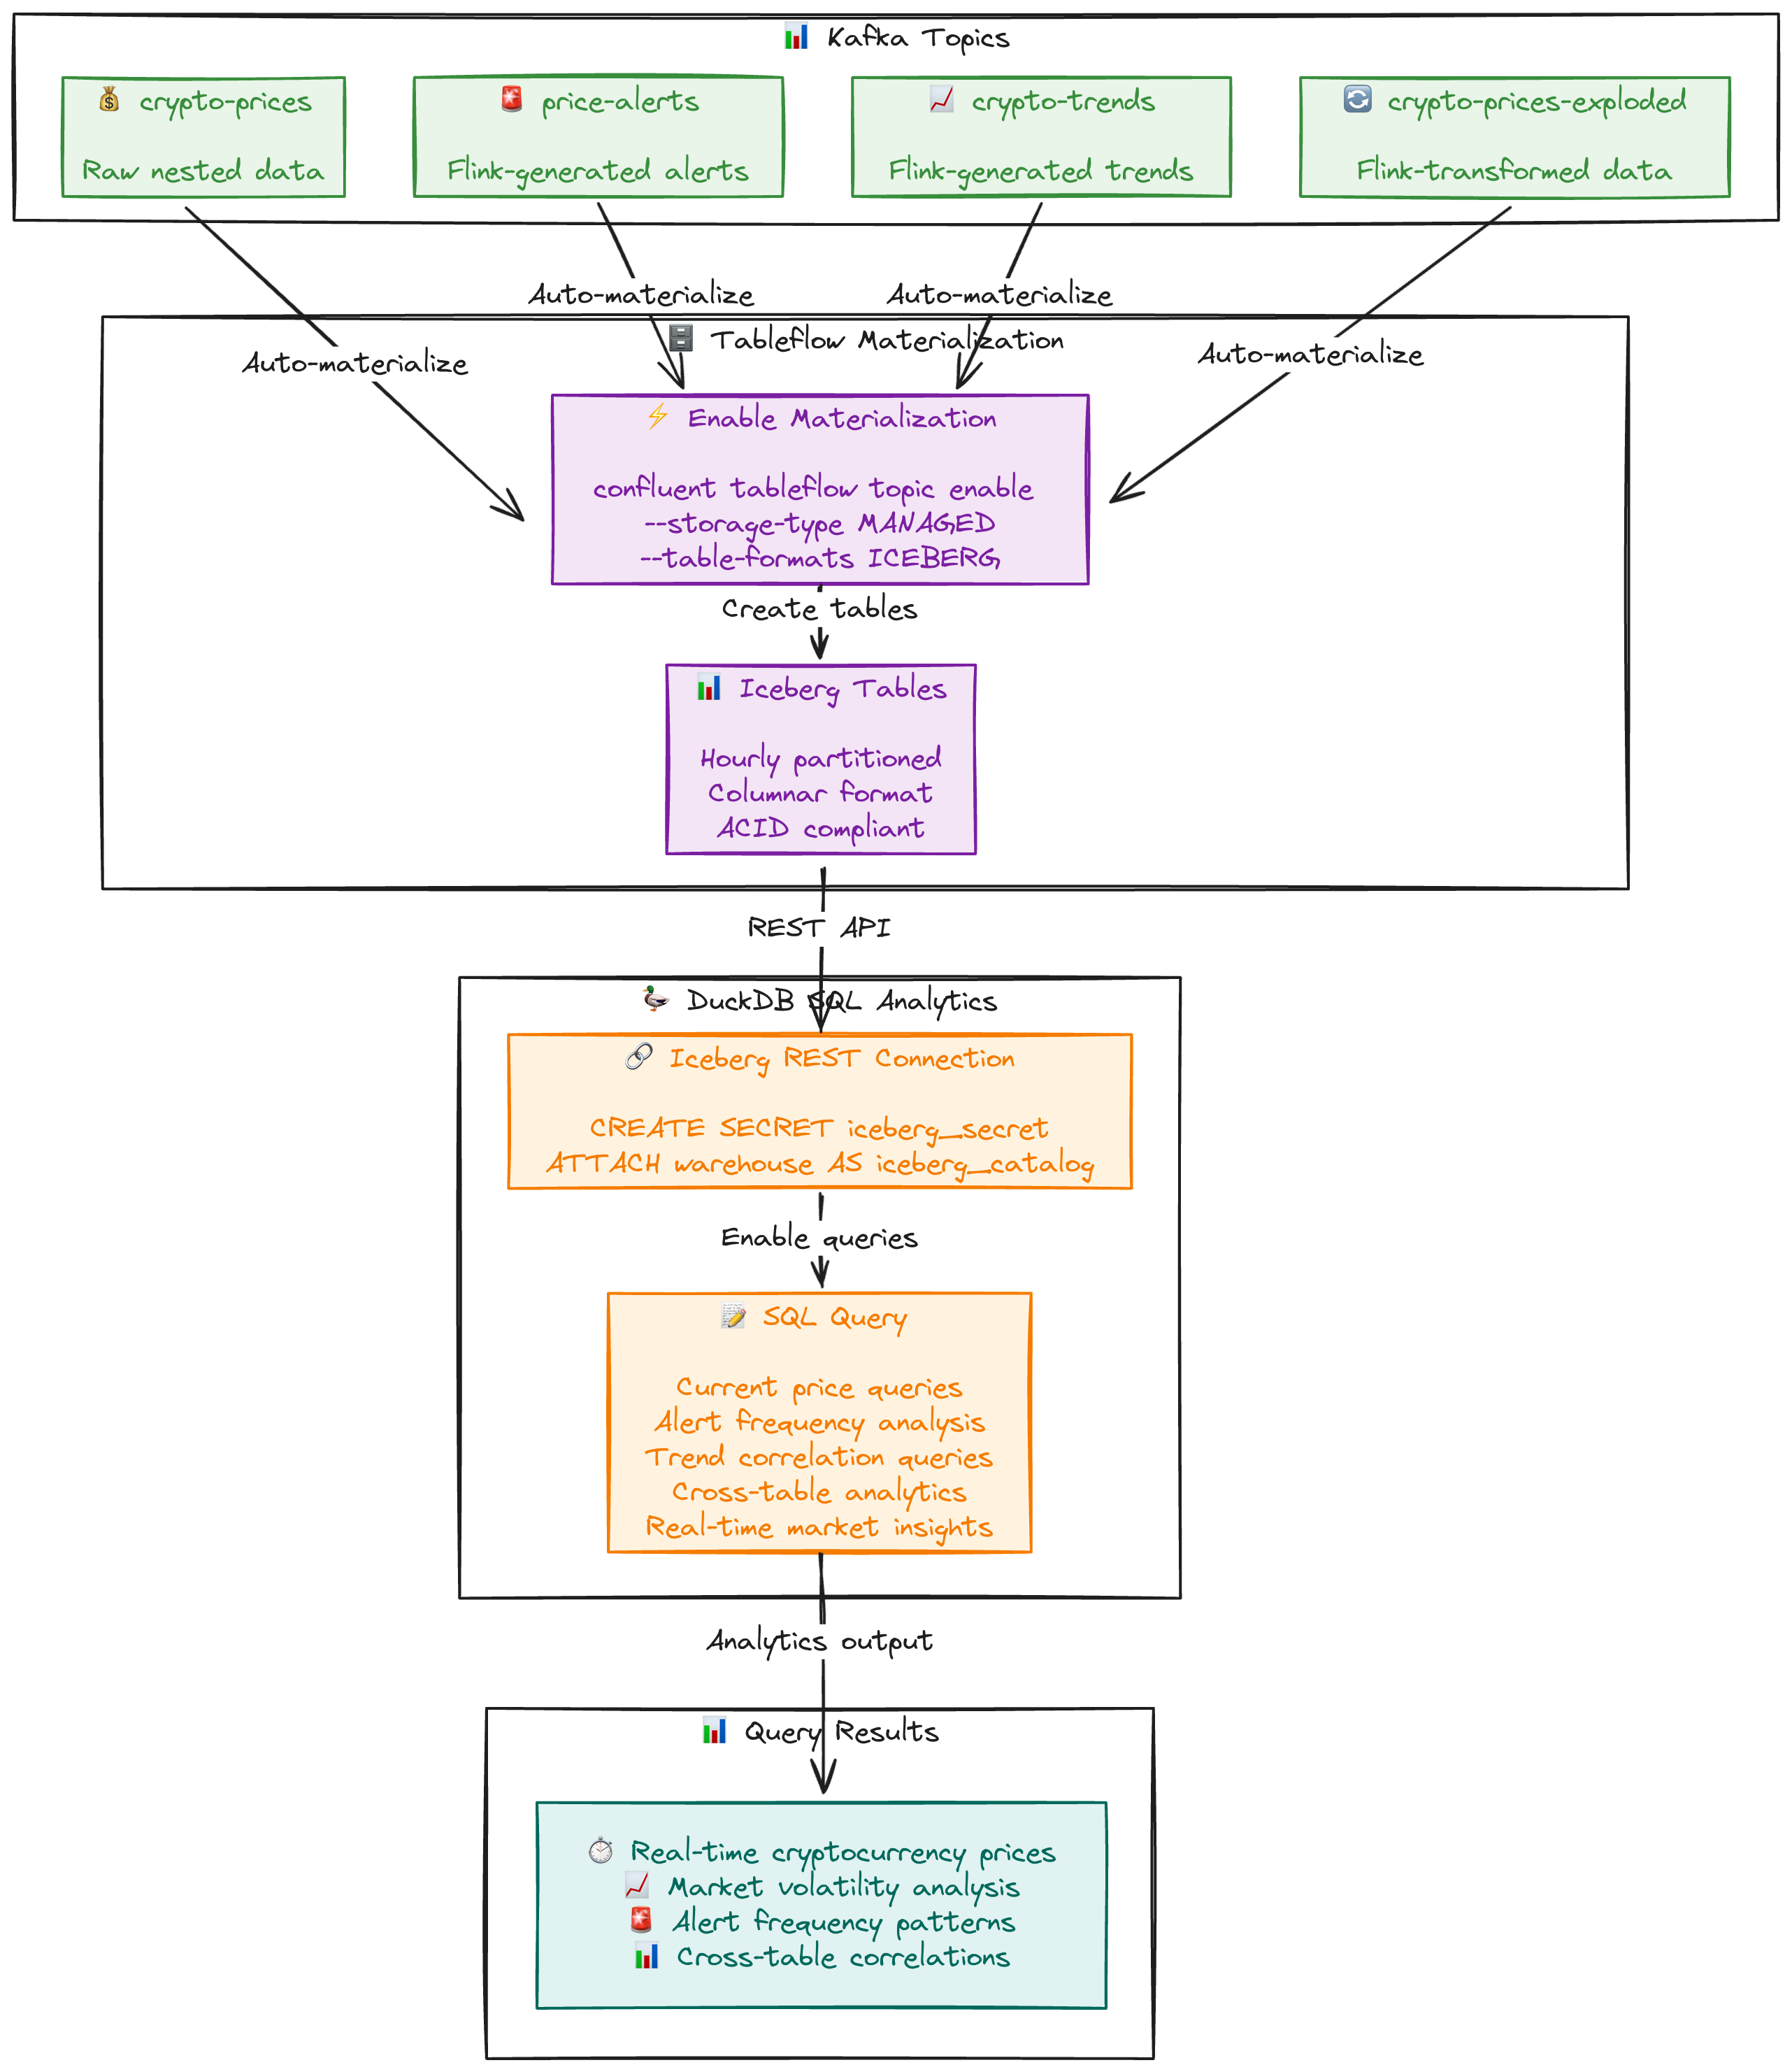 Kafka Topics
crypto-prices
Raw nested data
price-alerts
Flink-generated alerts
crypto-trends
Flink-generated trends
crypto-prices-exploded
Flink-transformed data
Auto-materialize
Auto-materialize
Auto-materialize
Auto-materialize
Tableflow Materialization
Enable Materialization
confluent tableflow topic enable
--storage-type MANAGED
--table-formats ICEBERG
Create tables
Iceberg Tables
Hourly partitioned
Columnar format
ACID compliant
REST API
DuckDB SQL Analytics
Iceberg REST Connection
CREATE SECRET iceberg_secret
ATTACH warehouse AS iceberg_catalog
Enable queries
SQL Query
Current price queries
Alert frequency analysis
Trend correlation queries
Cross-table analytics
Real-time market insights
Analytics output
Query Results
Real-time cryptocurrency prices
Market volatility analysis
Alert frequency patterns
Cross-table correlations